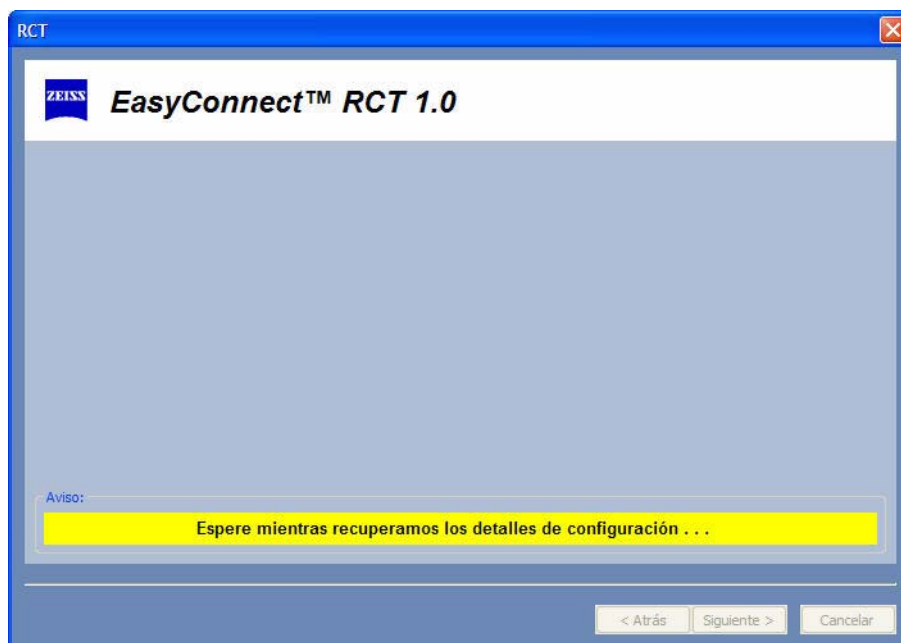 RCT
ZEISS
EasyConnect™ RCT 1.0
Aviso:
Espere mientras recuperamos los detalles de configuración . . .
< Atrás
Siguiente >
Cancelar